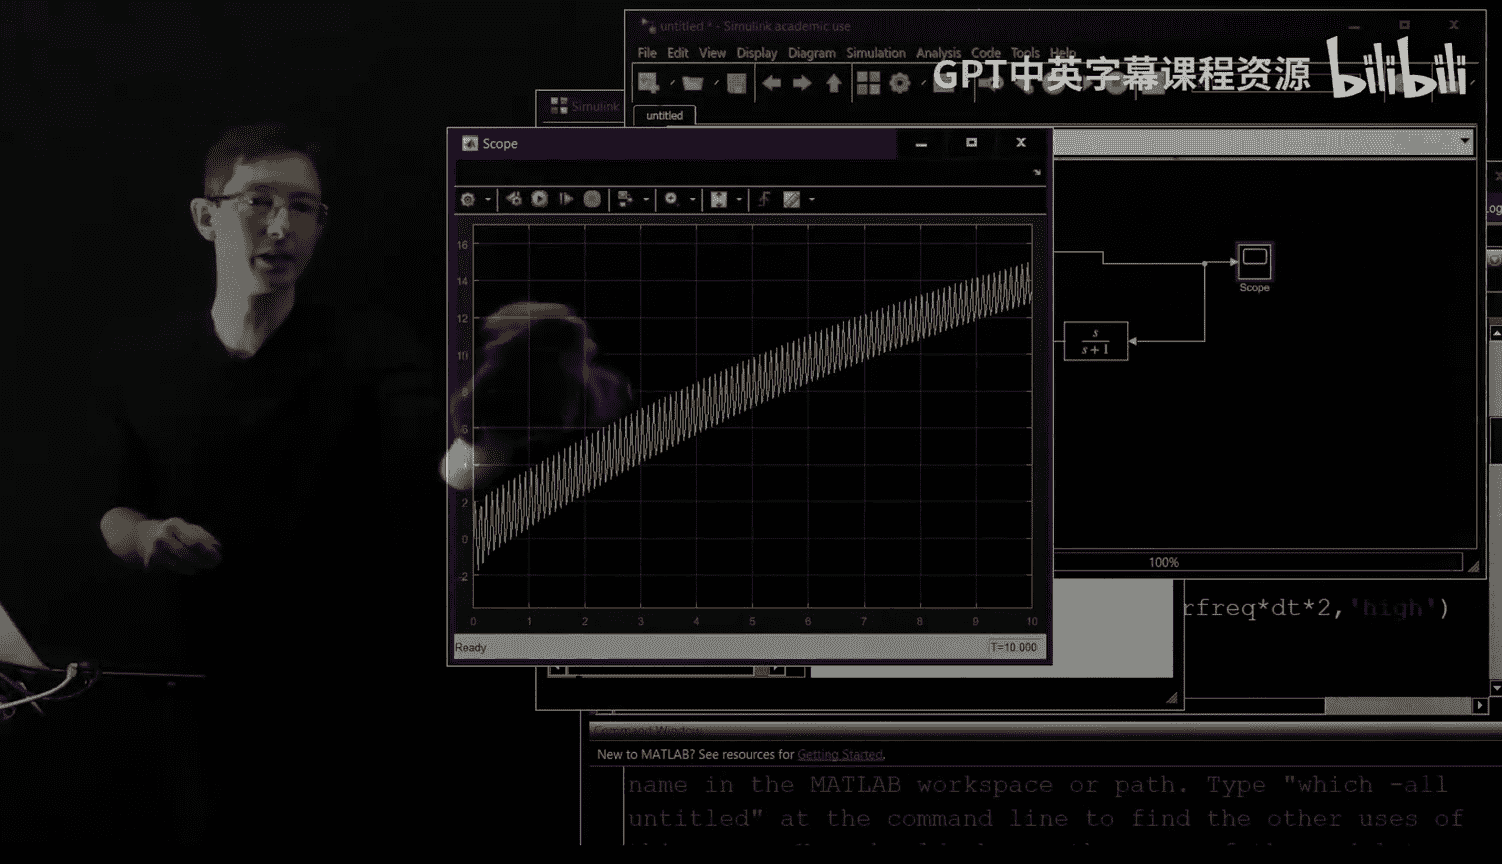 untitled * - Simulink academic use
File Edit View Display Diagram Simulation Analysis Code Tools Help
GPT中英字幕课程资源 bilibili
Simulink
untitled
Scope
16
14
12
10
8
6
4
2
0
-2
0 1 2 3 4 5 6 7 8 9 10
Ready T=10.000
Scope
s
s+1
100%
rfreq*dt*2,'high')
Command Window
New to MATLAB? See resources for Getting Started.
name in the MATLAB workspace or path. Type "which -all
untitled" at the command line to find the other uses of